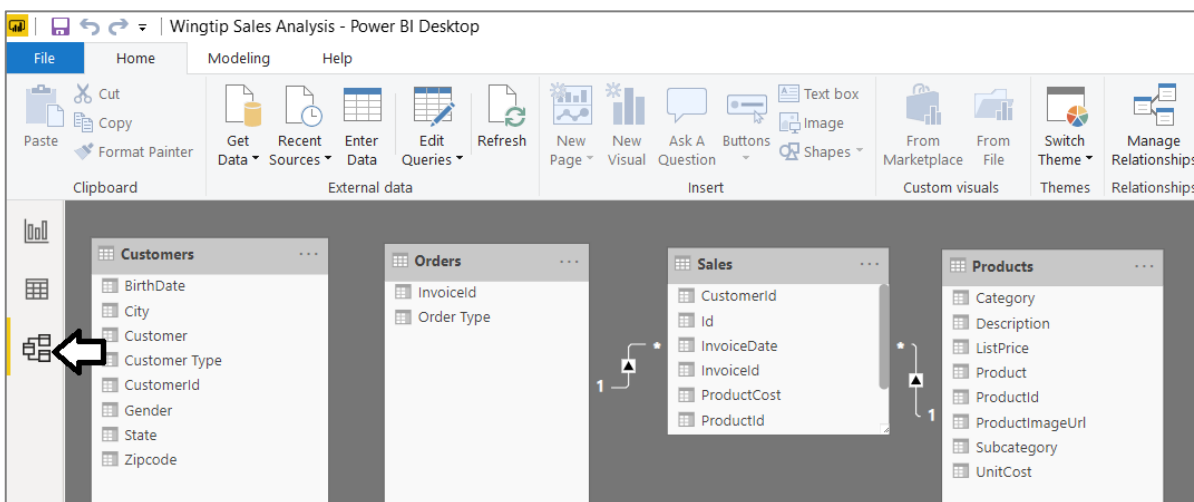 Wingtip Sales Analysis - Power BI Desktop
File Home Modeling Help
Paste
Cut
Copy
Format Painter
Clipboard
Get Data
Recent Sources
Enter Data
Edit Queries
Refresh
External data
New Page
New Visual
Ask A Question
Buttons
Text box
Image
Shapes
Insert
From Marketplace
From File
Custom visuals
Switch Theme
Themes
Manage Relationships
Relationships
Customers ...
BirthDate
City
Customer
Customer Type
CustomerId
Gender
State
Zipcode
Orders ...
InvoiceId
Order Type
1
*
Sales ...
CustomerId
Id
InvoiceDate
InvoiceId
ProductCost
ProductId
*
1
Products ...
Category
Description
ListPrice
Product
ProductId
ProductImageUrl
Subcategory
UnitCost